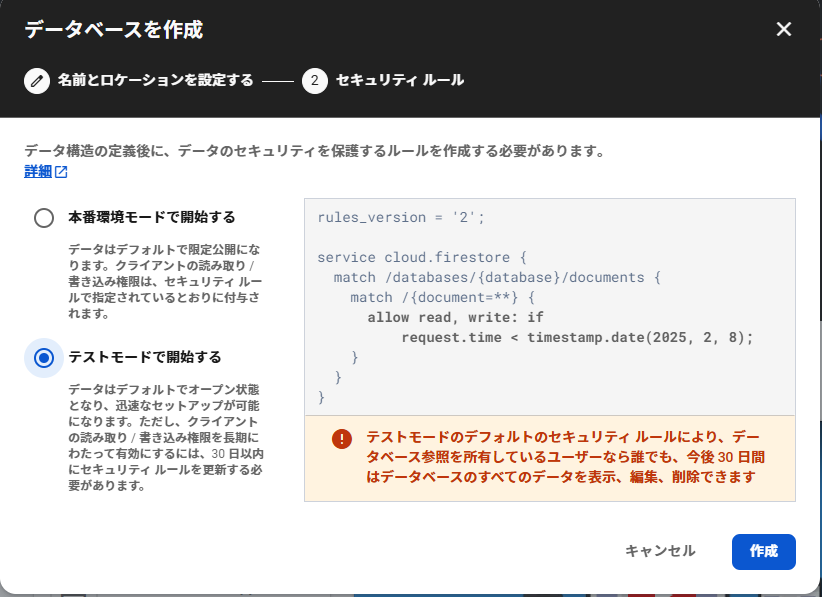 データベースを作成
名前とロケーションを設定する
2 セキュリティ ルール
データ構造の定義後に、データのセキュリティを保護するルールを作成する必要があります。
詳細
本番環境モードで開始する
データはデフォルトで限定公開にな
ります。クライアントの読み取り /
書き込み権限は、セキュリティ ルー
ルで指定されているとおりに付与さ
れます。
テストモードで開始する
データはデフォルトでオープン状態
となり、迅速なセットアップが可能
になります。ただし、クライアント
の読み取り / 書き込み権限を長期に
わたって有効にするには、30 日以内
にセキュリティ ルールを更新する必
要があります。
rules_version = '2';
service cloud.firestore {
match /databases/{database}/documents {
match /{document=**} {
allow read, write: if
request.time < timestamp.date(2025, 2, 8);
}
}
}
テストモードのデフォルトのセキュリティ ルールにより、デー
タベース参照を所有しているユーザーなら誰でも、今後 30 日間
はデータベースのすべてのデータを表示、編集、削除できます
キャンセル
作成